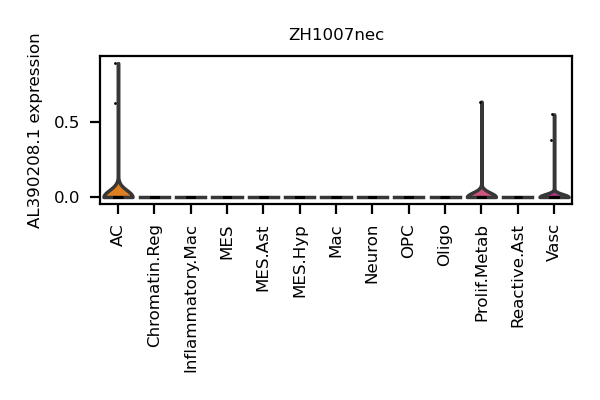 ZH1007nec
AL390208.1 expression
0.5
0.0
AC
Chromatin.Reg
Inflammatory.Mac
MES
MES.Ast
MES.Hyp
Mac
Neuron
OPC
Oligo
Prolif.Metab
Reactive.Ast
Vasc